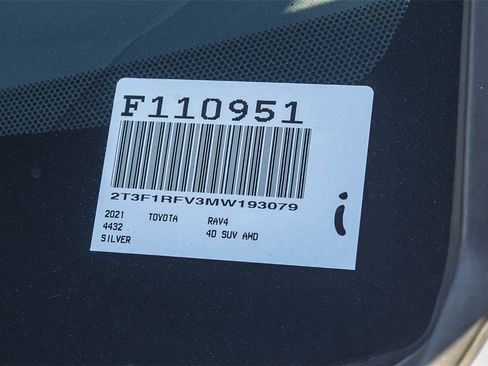 F110951
2T3F1RFV3MW193079
2021 TOYOTA RAV4
4432 4D SUV AWD
SILVER
i